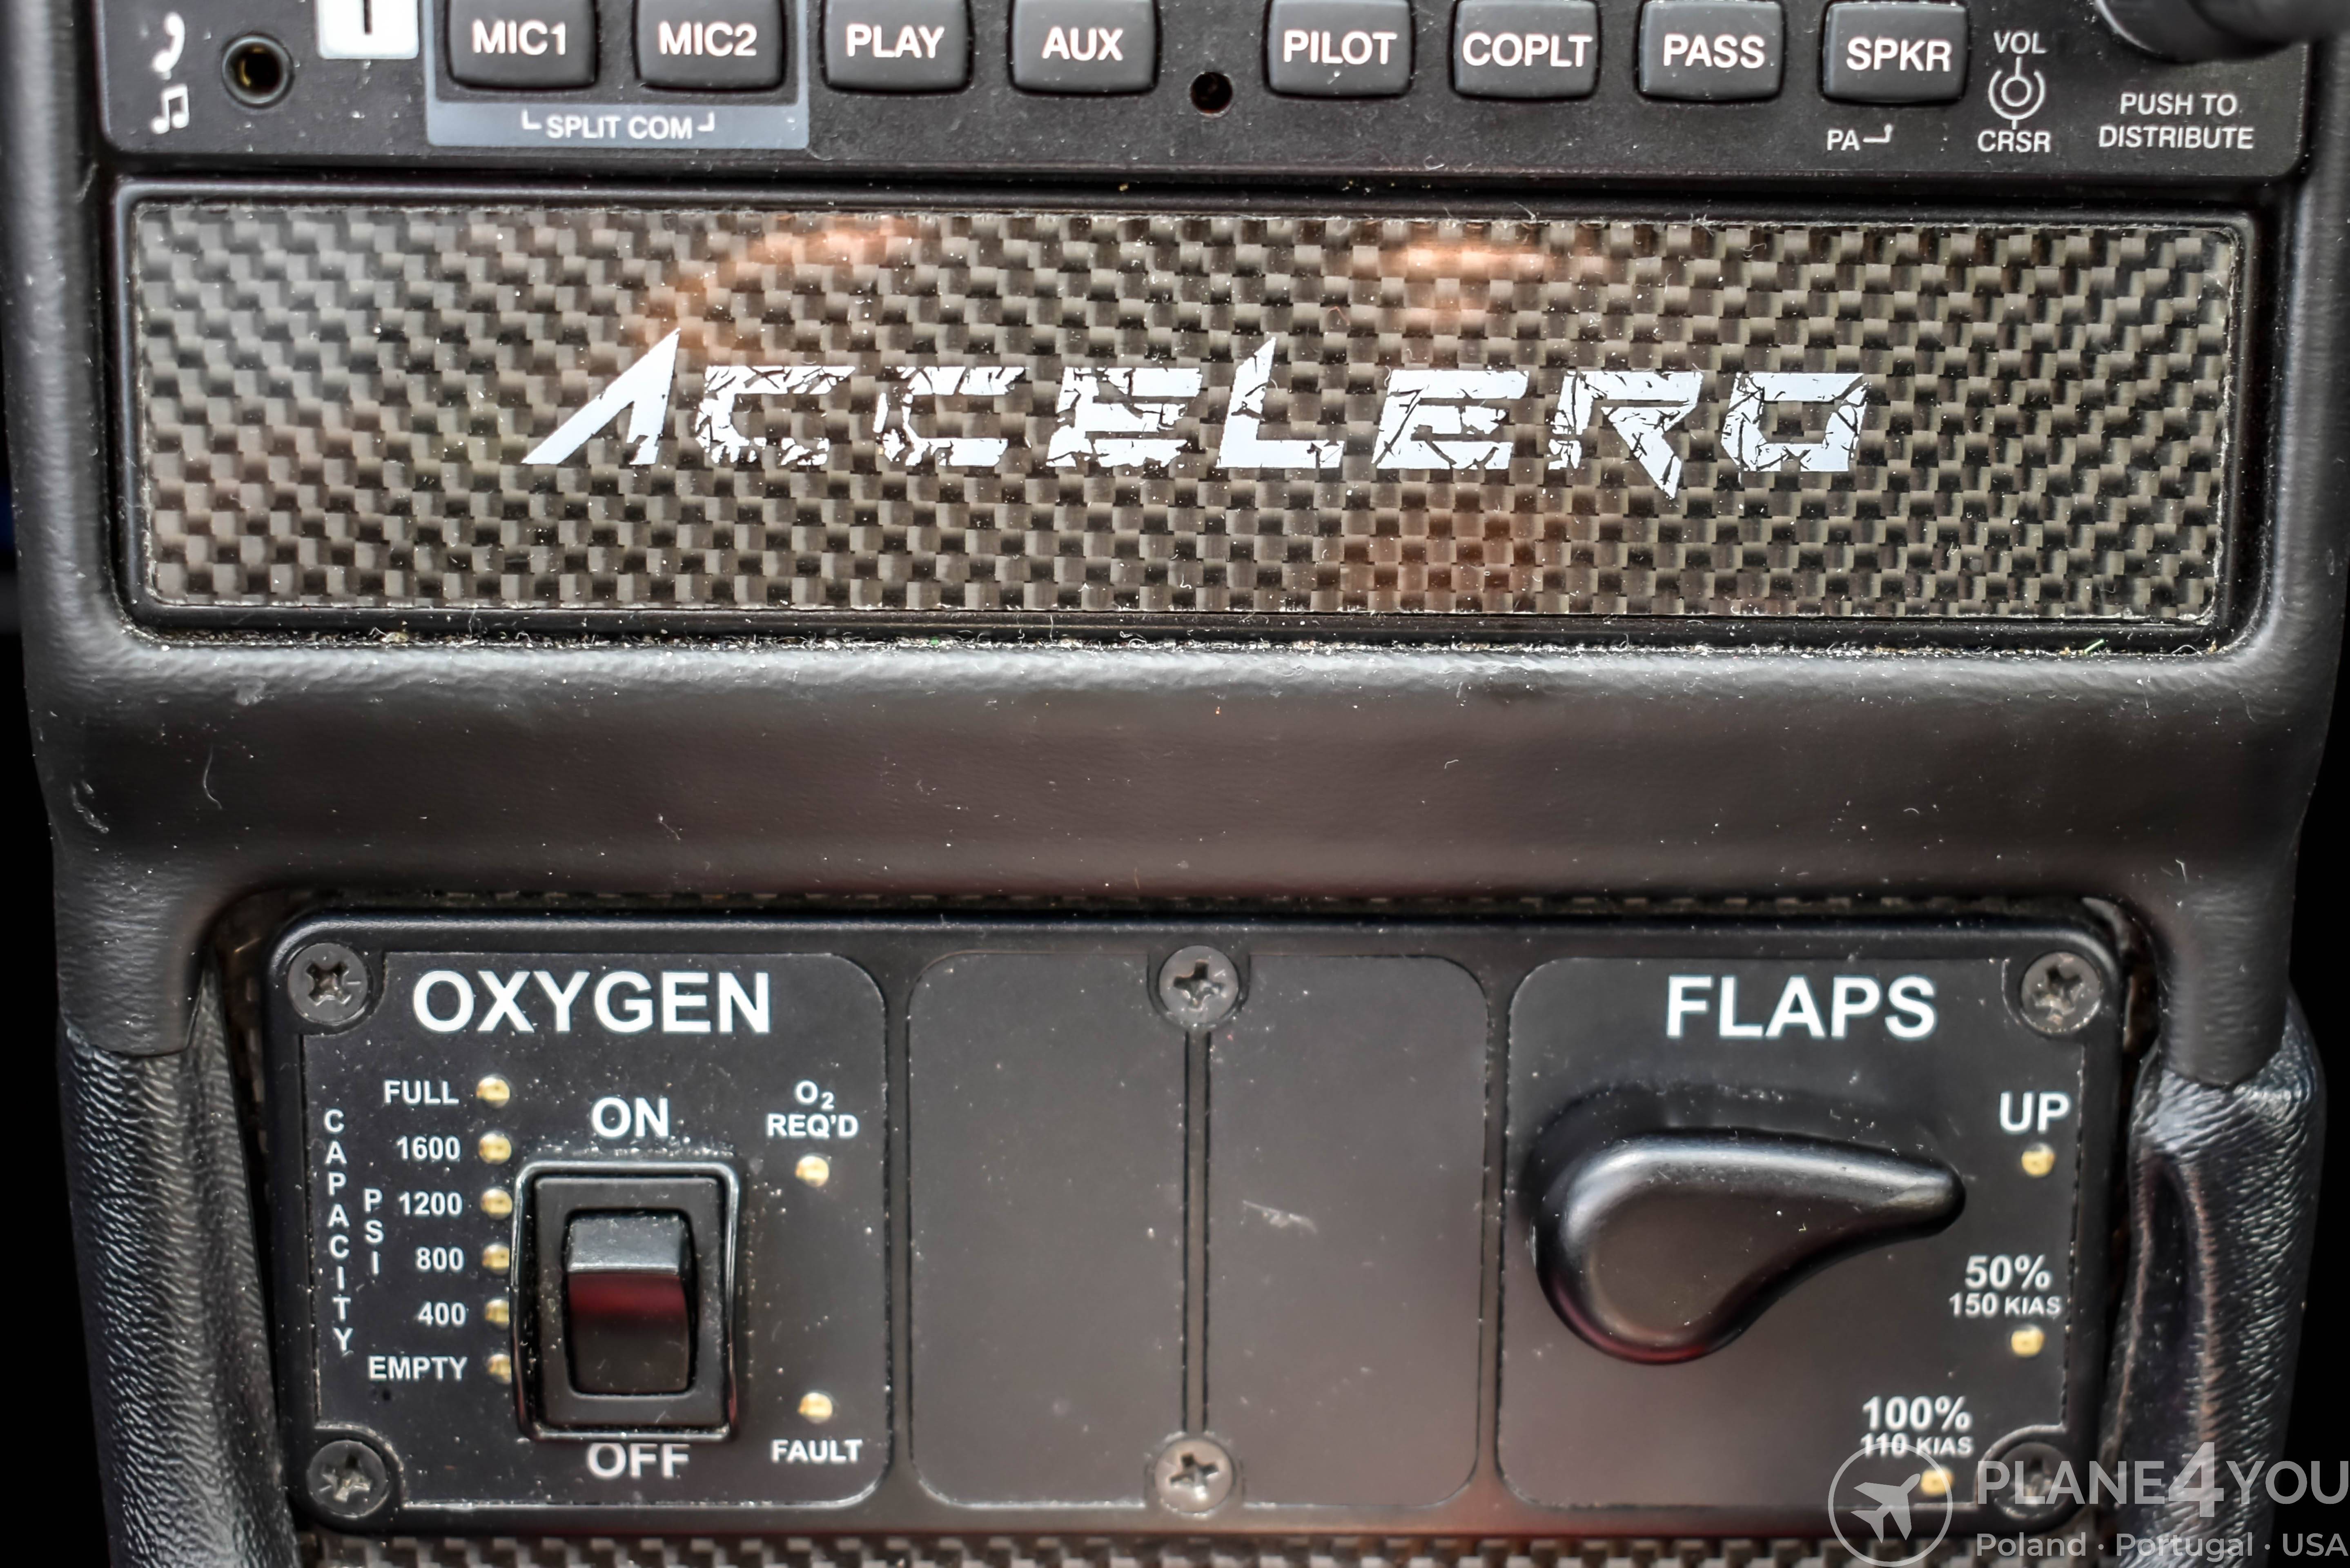 MIC1 MIC2 PLAY AUX PILOT COPLT PASS SPKR
VOL
CRSR
SPLIT COM
PA
PUSH TO
DISTRIBUTE
ACCELERO
OXYGEN
CAPACITY
PSI
FULL
1600
1200
800
400
EMPTY
ON
OFF
O₂
REQ'D
FAULT
FLAPS
UP
50%
150 KIAS
100%
110 KIAS
PLANE4YOU
Poland · Portugal · USA